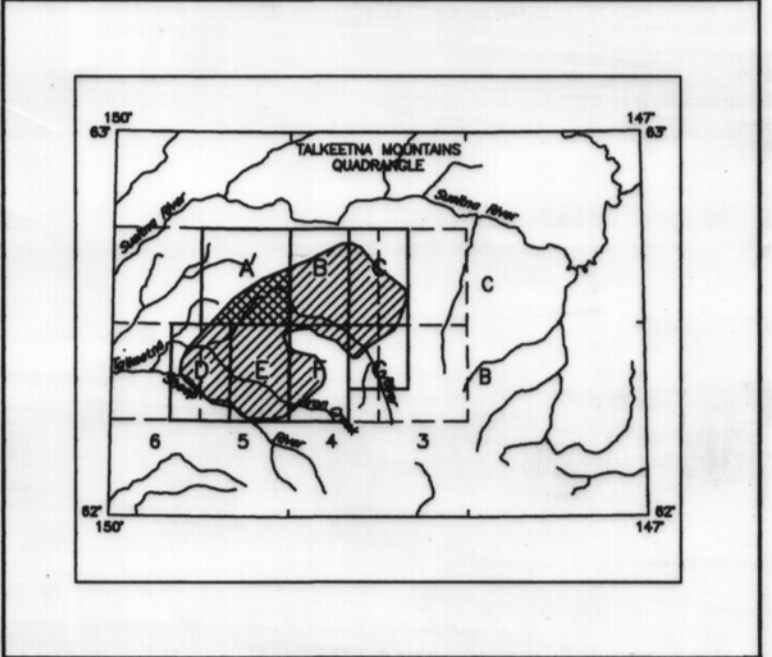 150° 147°
63° 63°
TALKEETNA MOUNTAINS
QUADRANGLE
Susitna River
Susitna River
A B C
C
Talkeetna
D E F G
B
6 5 4 3
River
62° 62°
150° 147°